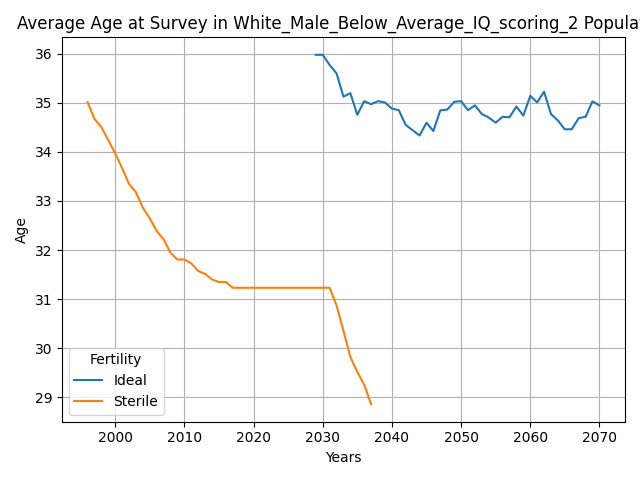 Average Age at Survey in White_Male_Below_Average_IQ_scoring_2 Popula
36
35
34
33
32
31
30
29
Age
Fertility
Ideal
Sterile
2000 2010 2020 2030 2040 2050 2060 2070
Years